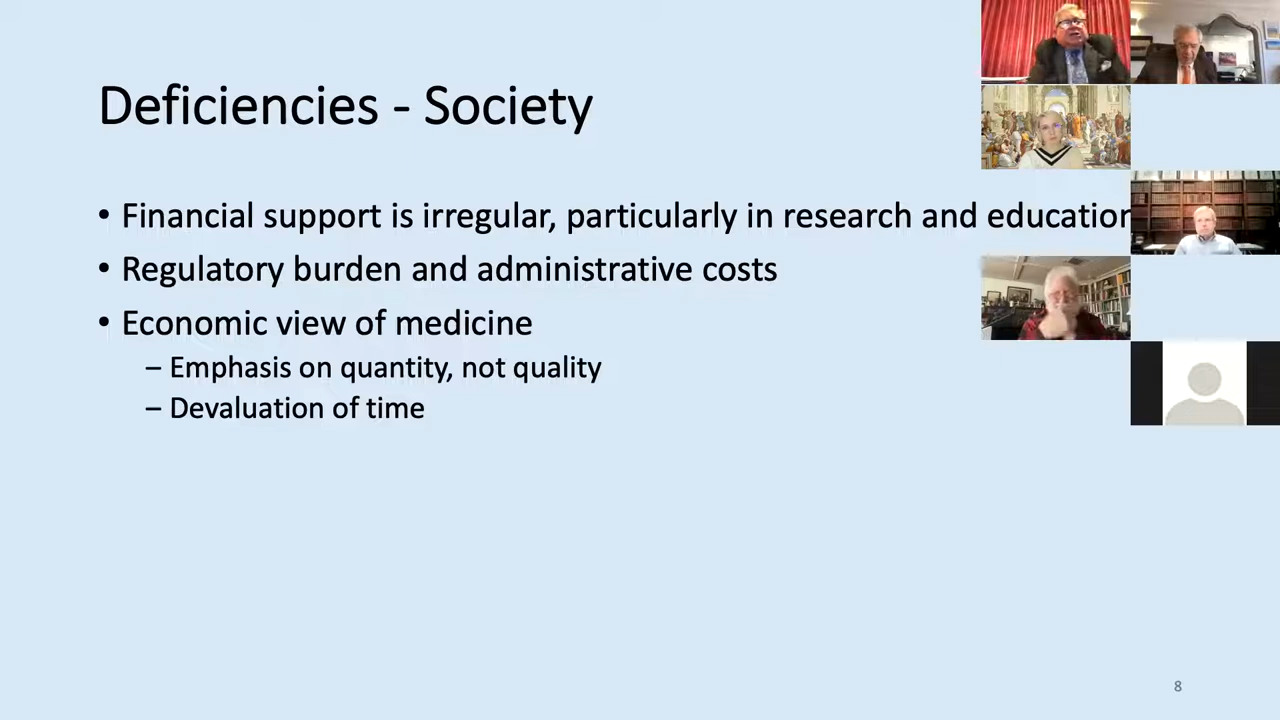 Deficiencies - Society
• Financial support is irregular, particularly in research and education
• Regulatory burden and administrative costs
• Economic view of medicine
– Emphasis on quantity, not quality
– Devaluation of time
8